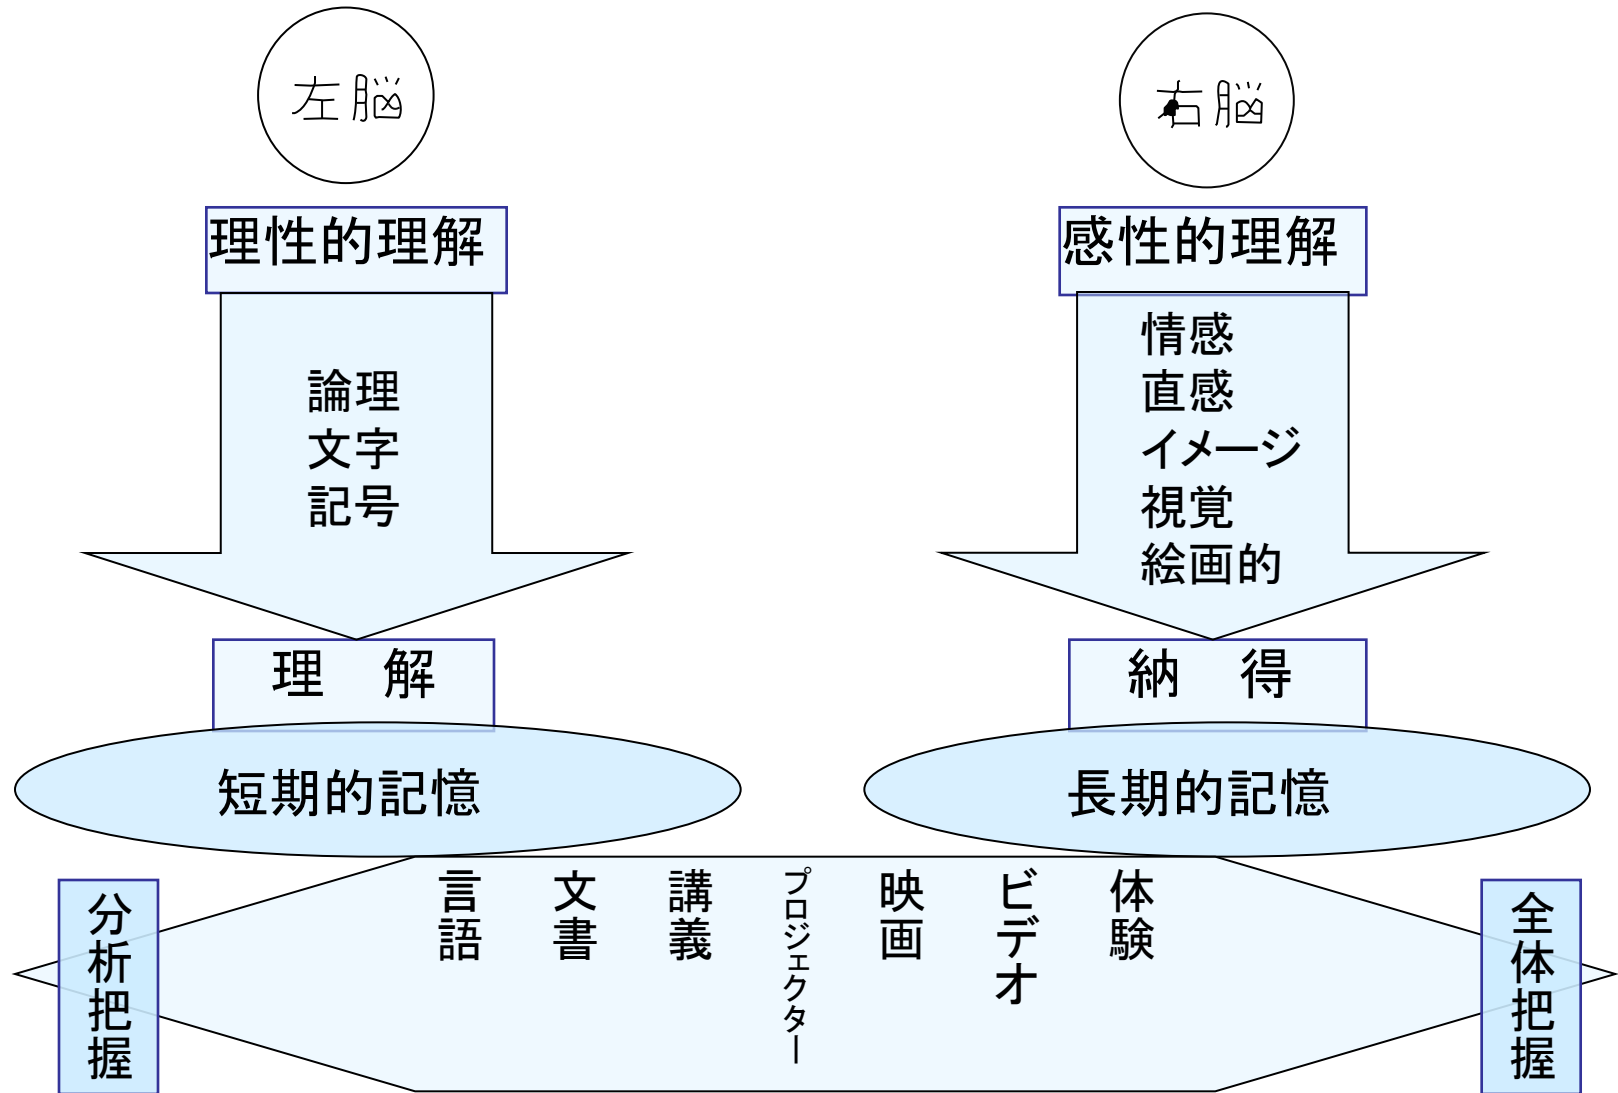 左脳
右脳
理性的理解
感性的理解
論理
文字
記号
情感
直感
イメージ
視覚
絵画的
理　解
納　得
短期的記憶
長期的記憶
分析把握
言語
文書
講義
プロジェクター
映画
ビデオ
体験
全体把握